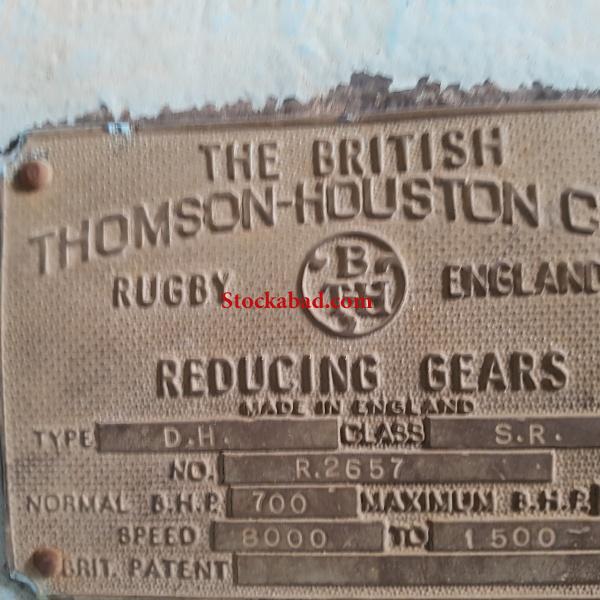 THE BRITISH
THOMSON-HOUSTON C
RUGBY BTH ENGLAND
Stockabad.com
REDUCING GEARS
MADE IN ENGLAND
TYPE D.H. CLASS S.R.
NO. R.2657
NORMAL B.H.P. 700 MAXIMUM B.H.P.
SPEED 8000 TO 1500
BRIT. PATENT